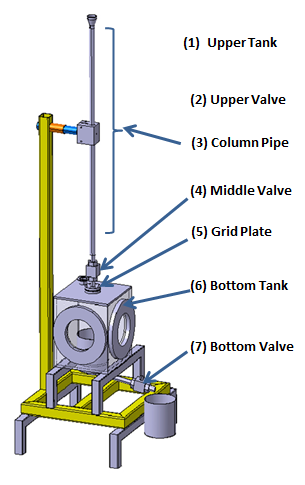 (1) Upper Tank
(2) Upper Valve
(3) Column Pipe
(4) Middle Valve
(5) Grid Plate
(6) Bottom Tank
(7) Bottom Valve